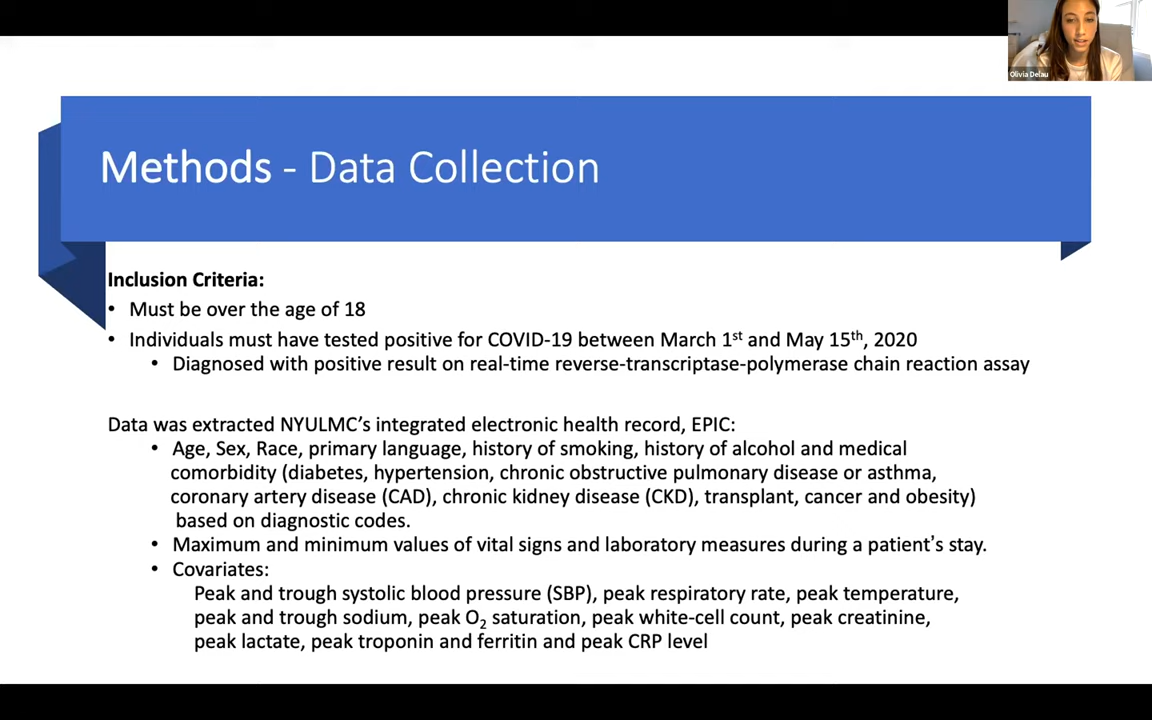 Olivia Delau
Methods - Data Collection
Inclusion Criteria:
• Must be over the age of 18
• Individuals must have tested positive for COVID-19 between March 1st and May 15th, 2020
• Diagnosed with positive result on real-time reverse-transcriptase-polymerase chain reaction assay
Data was extracted NYULMC's integrated electronic health record, EPIC:
• Age, Sex, Race, primary language, history of smoking, history of alcohol and medical
comorbidity (diabetes, hypertension, chronic obstructive pulmonary disease or asthma,
coronary artery disease (CAD), chronic kidney disease (CKD), transplant, cancer and obesity)
based on diagnostic codes.
• Maximum and minimum values of vital signs and laboratory measures during a patient's stay.
• Covariates:
Peak and trough systolic blood pressure (SBP), peak respiratory rate, peak temperature,
peak and trough sodium, peak O₂ saturation, peak white-cell count, peak creatinine,
peak lactate, peak troponin and ferritin and peak CRP level